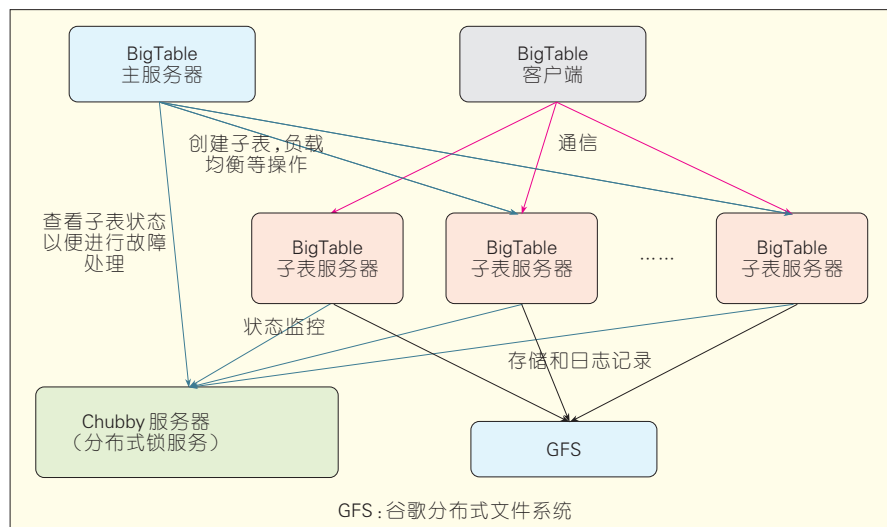 BigTable
主服务器
BigTable
客户端
创建子表,负载
均衡等操作
通信
查看子表状态
以便进行故障
处理
BigTable
子表服务器
BigTable
子表服务器
……
BigTable
子表服务器
状态监控
存储和日志记录
Chubby 服务器
（分布式锁服务）
GFS
GFS:谷歌分布式文件系统